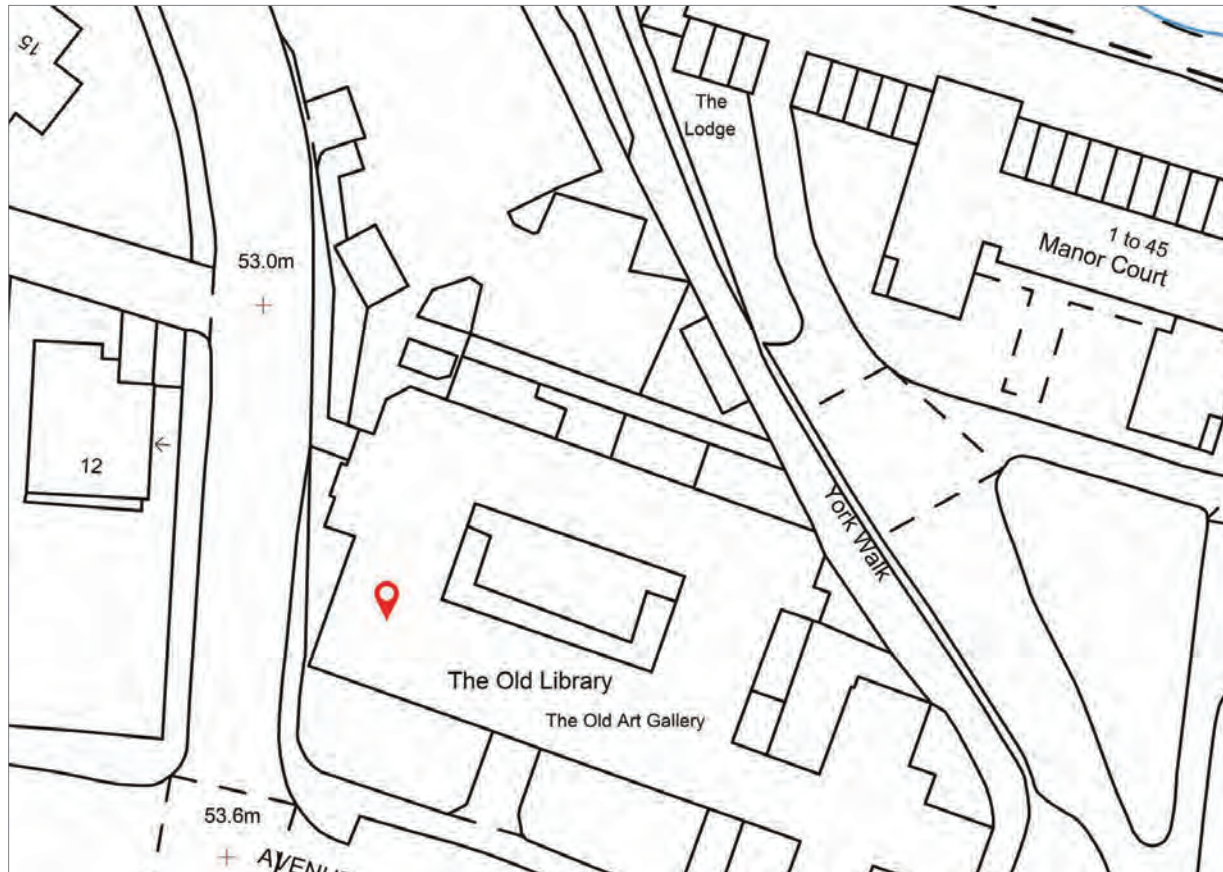 15
The
Lodge
53.0m
1 to 45
Manor Court
12
York Walk
The Old Library
The Old Art Gallery
53.6m